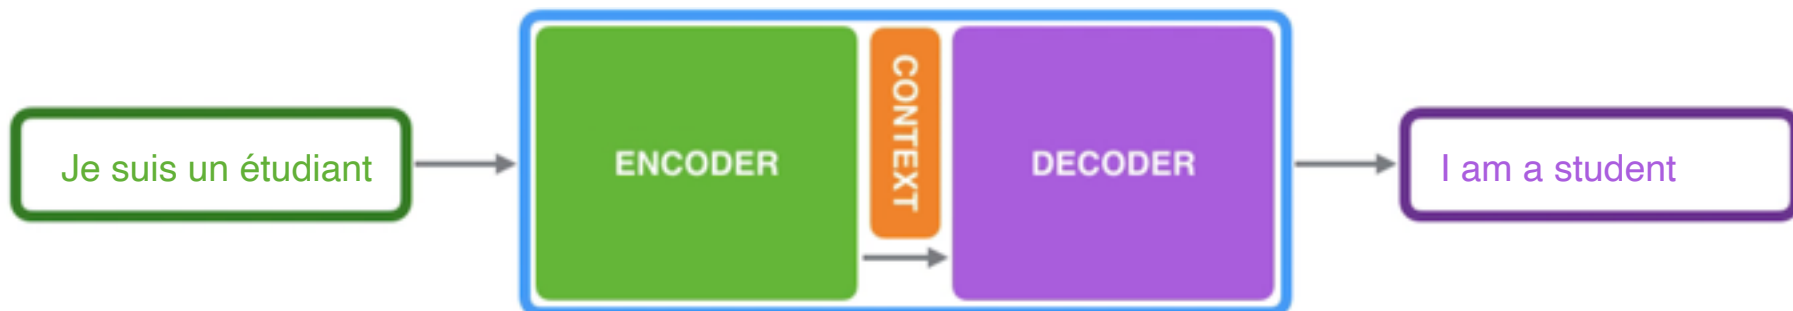 Je suis un étudiant
ENCODER
CONTEXT
DECODER
I am a student